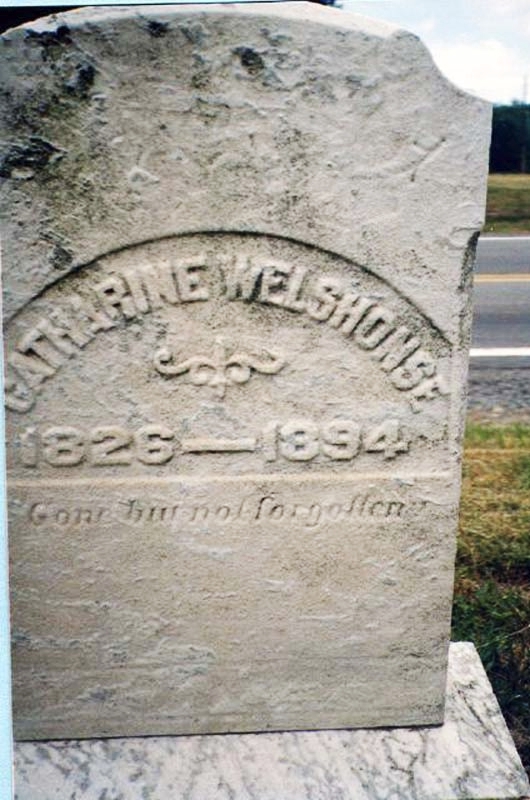 CATHARINE WELSHONSE
1826—1894
"Gone but not forgotten"